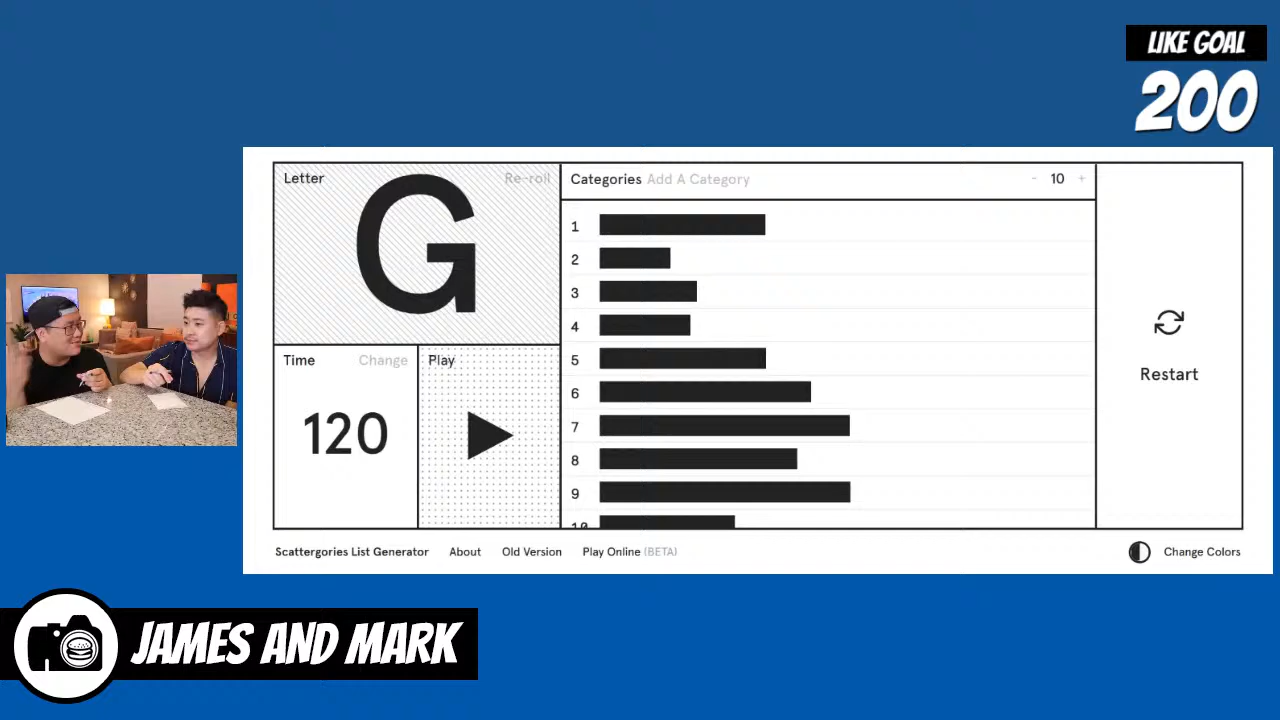 LIKE GOAL
200
Letter
Re-roll
G
Categories Add A Category
- 10 +
1
2
3
4
5
6
7
8
9
10
Time
Change
120
Play
Restart
Scattergories List Generator About Old Version Play Online (BETA)
Change Colors
JAMES AND MARK